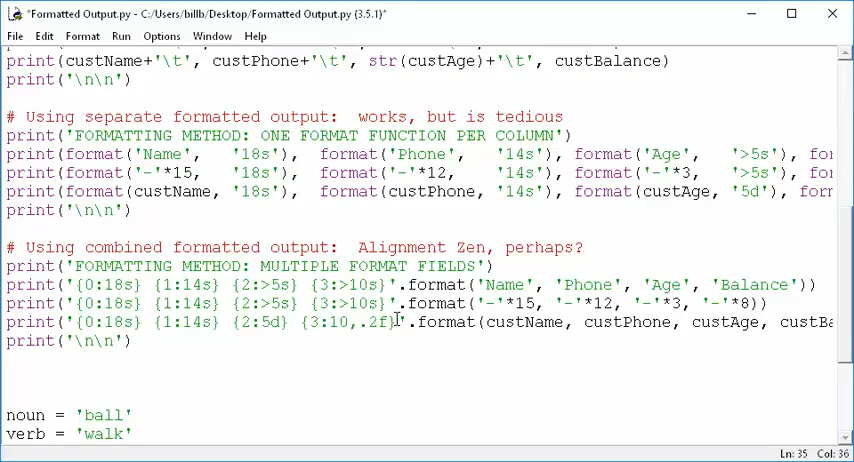 *Formatted Output.py - C:/Users/billb/Desktop/Formatted Output.py (3.5.1)*
File Edit Format Run Options Window Help
print(custName+'\t', custPhone+'\t', str(custAge)+'\t', custBalance)
print('\n\n')
# Using separate formatted output:  works, but is tedious
print('FORMATTING METHOD: ONE FORMAT FUNCTION PER COLUMN')
print(format('Name',    '18s'),  format('Phone',    '14s'), format('Age',    '>5s'), for
print(format('-'*15,    '18s'),  format('-'*12,     '14s'), format('-'*3,    '>5s'), for
print(format(custName, '18s'),  format(custPhone, '14s'), format(custAge, '5d'), form
print('\n\n')
# Using combined formatted output:  Alignment Zen, perhaps?
print('FORMATTING METHOD: MULTIPLE FORMAT FIELDS')
print('{0:18s} {1:14s} {2:>5s} {3:>10s}'.format('Name', 'Phone', 'Age', 'Balance'))
print('{0:18s} {1:14s} {2:>5s} {3:>10s}'.format('-'*15, '-'*12, '-'*3, '-'*8))
print('{0:18s} {1:14s} {2:5d} {3:10,.2f}'.format(custName, custPhone, custAge, custBa
print('\n\n')
noun = 'ball'
verb = 'walk'
Ln: 35 Col: 36